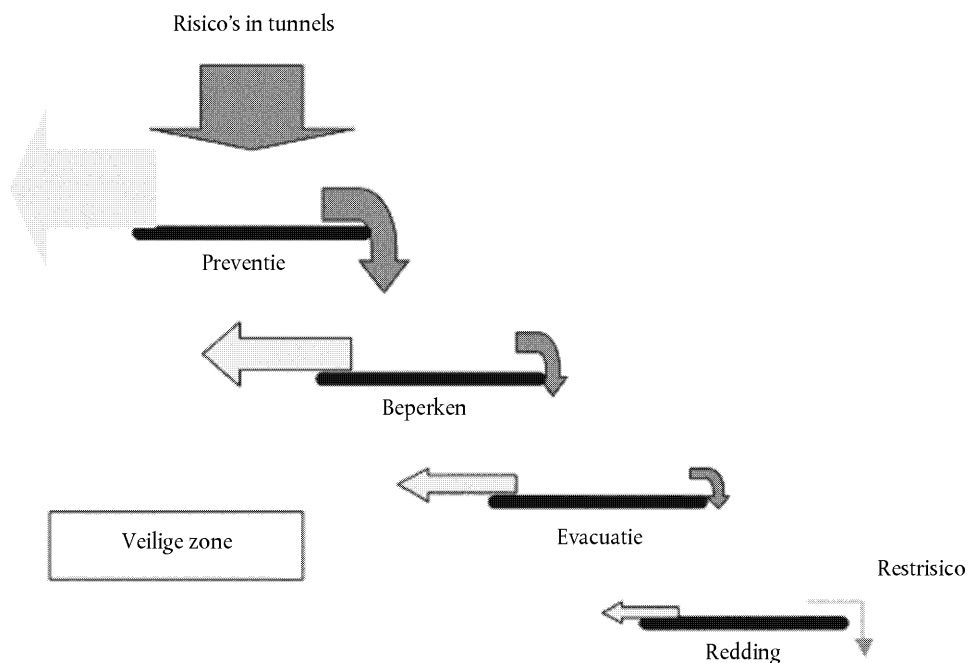 Risico's in tunnels
Preventie
Beperken
Evacuatie
Veilige zone
Restrisico
Redding